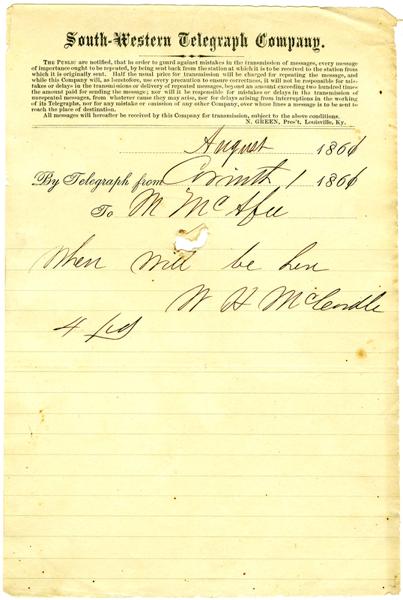 South-Western Telegraph Company.
THE PUBLIC are notified, that in order to guard against mistakes in the transmission of messages, every message
of importance ought to be repeated, by being sent back from the station at which it is to be received to the station from
which it is originally sent. Half the usual price for transmission will be charged for repeating the message, and
while this Company will, as heretofore, use every precaution to ensure correctness, it will not be responsible for mis-
takes or delays in the transmissions or delivery of repeated messages, beyond an amount exceeding two hundred times
the amount paid for sending the message; nor will it be responsible for mistakes or delays in the transmission of
unrepeated messages, from whatever cause they may arise, nor for delays arising from interruptions in the working
of its Telegraphs, nor for any mistake or omission of any other Company, over whose lines a message is to be sent to
reach the place of destination.
All messages will hereafter be received by this Company for transmission, subject to the above conditions.
N. GREEN, Pres't, Louisville, Ky.
August 1861
By Telegraph from Corinth 1 1861
To M McAfee
When will be here
W H McCardle
4